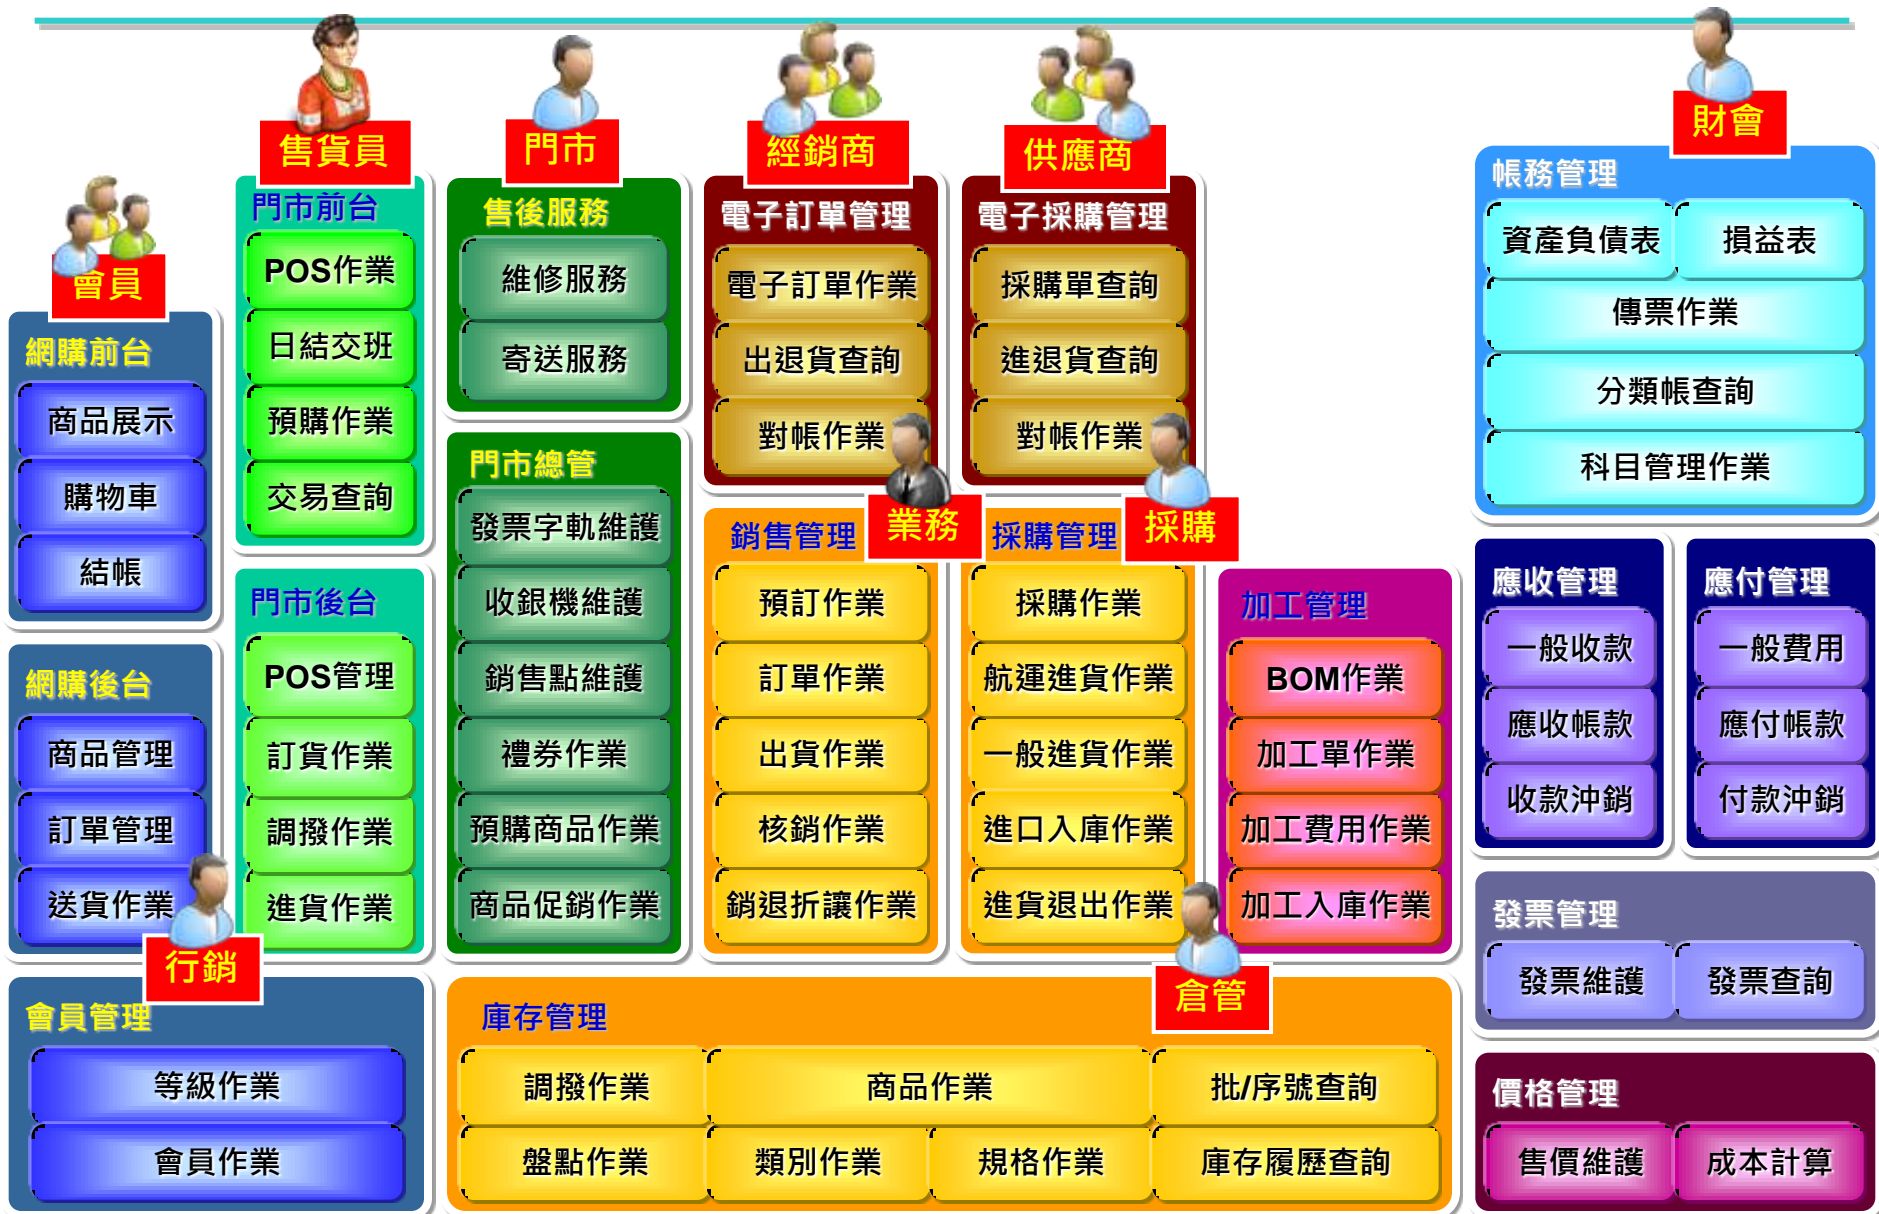 會員
網購前台
商品展示
購物車
結帳
網購後台
商品管理
訂單管理
送貨作業
行銷
會員管理
等級作業
會員作業
售貨員
門市前台
POS作業
日結交班
預購作業
交易查詢
門市後台
POS管理
訂貨作業
調撥作業
進貨作業
門市
售後服務
維修服務
寄送服務
門市總管
發票字軌維護
收銀機維護
銷售點維護
禮券作業
預購商品作業
商品促銷作業
經銷商
電子訂單管理
電子訂單作業
出退貨查詢
對帳作業
業務
銷售管理
預訂作業
訂單作業
出貨作業
核銷作業
銷退折讓作業
供應商
電子採購管理
採購單查詢
進退貨查詢
對帳作業
採購
採購管理
採購作業
航運進貨作業
一般進貨作業
進口入庫作業
進貨退出作業
加工管理
BOM作業
加工單作業
加工費用作業
加工入庫作業
倉管
庫存管理
調撥作業
商品作業
批/序號查詢
盤點作業
類別作業
規格作業
庫存履歷查詢
財會
帳務管理
資產負債表
損益表
傳票作業
分類帳查詢
科目管理作業
應收管理
一般收款
應收帳款
收款沖銷
應付管理
一般費用
應付帳款
付款沖銷
發票管理
發票維護
發票查詢
價格管理
售價維護
成本計算